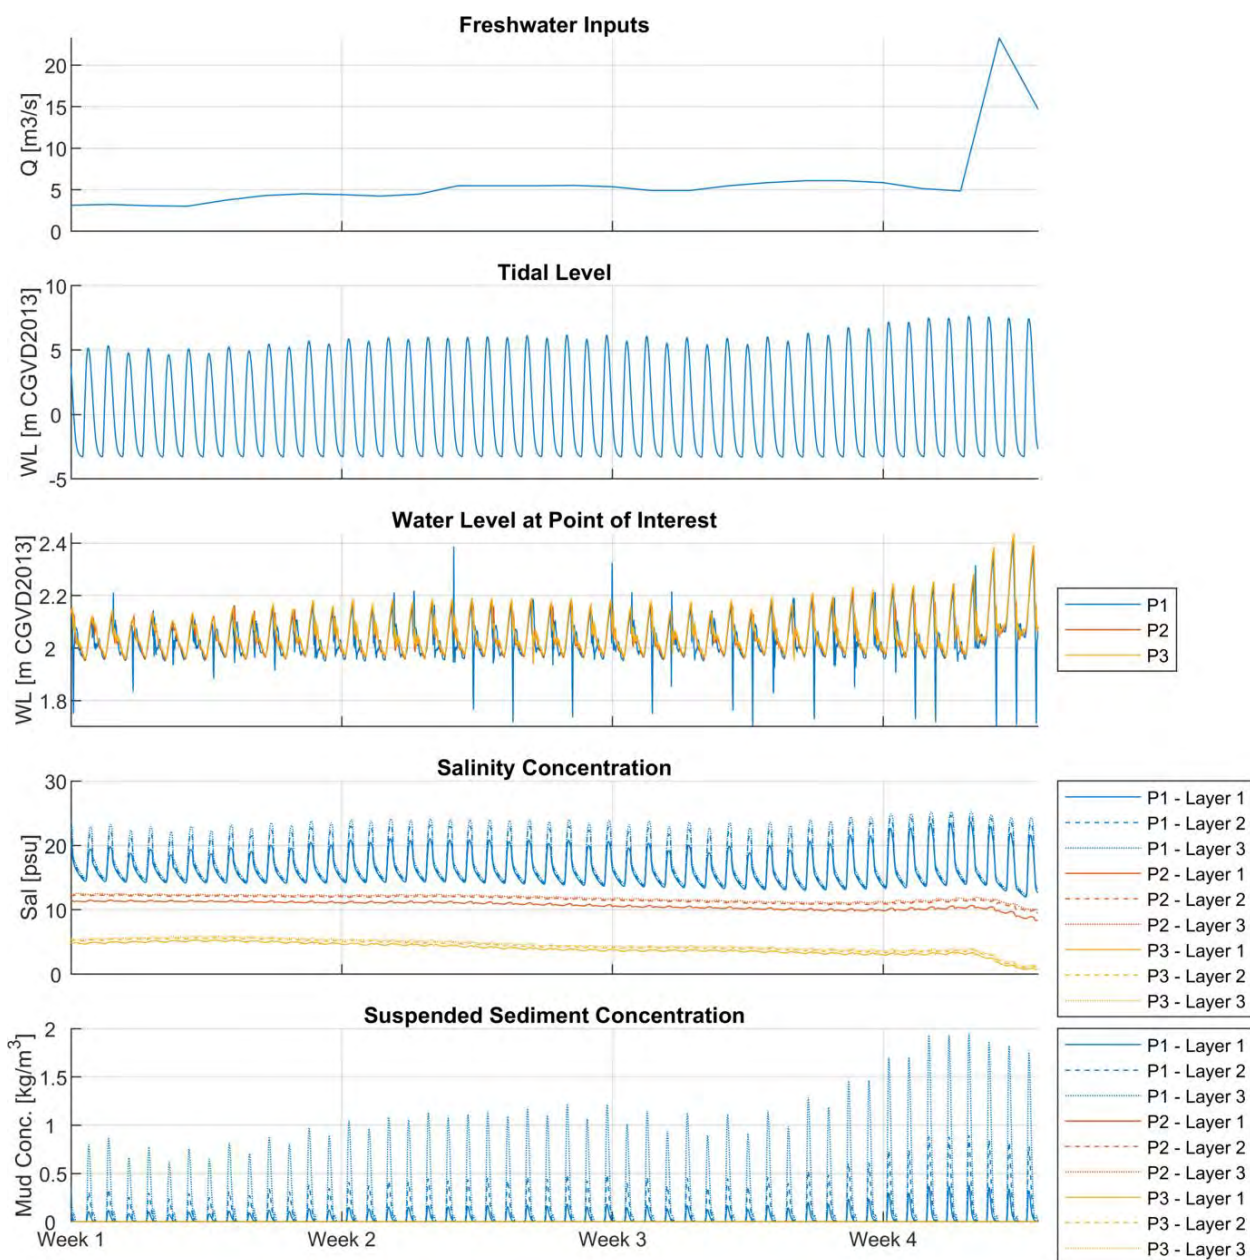 Freshwater Inputs
Q [m3/s]
20
15
10
5
0
Tidal Level
WL [m CGVD2013]
10
5
0
-5
Water Level at Point of Interest
WL [m CGVD2013]
2.4
2.2
2
1.8
P1
P2
P3
Salinity Concentration
Sal [psu]
30
20
10
0
P1 - Layer 1
P1 - Layer 2
P1 - Layer 3
P2 - Layer 1
P2 - Layer 2
P2 - Layer 3
P3 - Layer 1
P3 - Layer 2
P3 - Layer 3
Suspended Sediment Concentration
Mud Conc. [kg/m³]
2
1.5
1
0.5
0
Week 1 Week 2 Week 3 Week 4
P1 - Layer 1
P1 - Layer 2
P1 - Layer 3
P2 - Layer 1
P2 - Layer 2
P2 - Layer 3
P3 - Layer 1
P3 - Layer 2
P3 - Layer 3